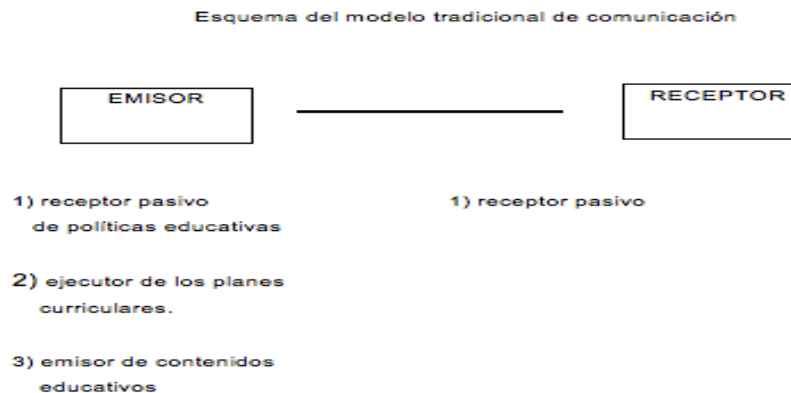 Esquema del modelo tradicional de comunicación
EMISOR
RECEPTOR
1) receptor pasivo
de políticas educativas
2) ejecutor de los planes
curriculares.
3) emisor de contenidos
educativos
1) receptor pasivo